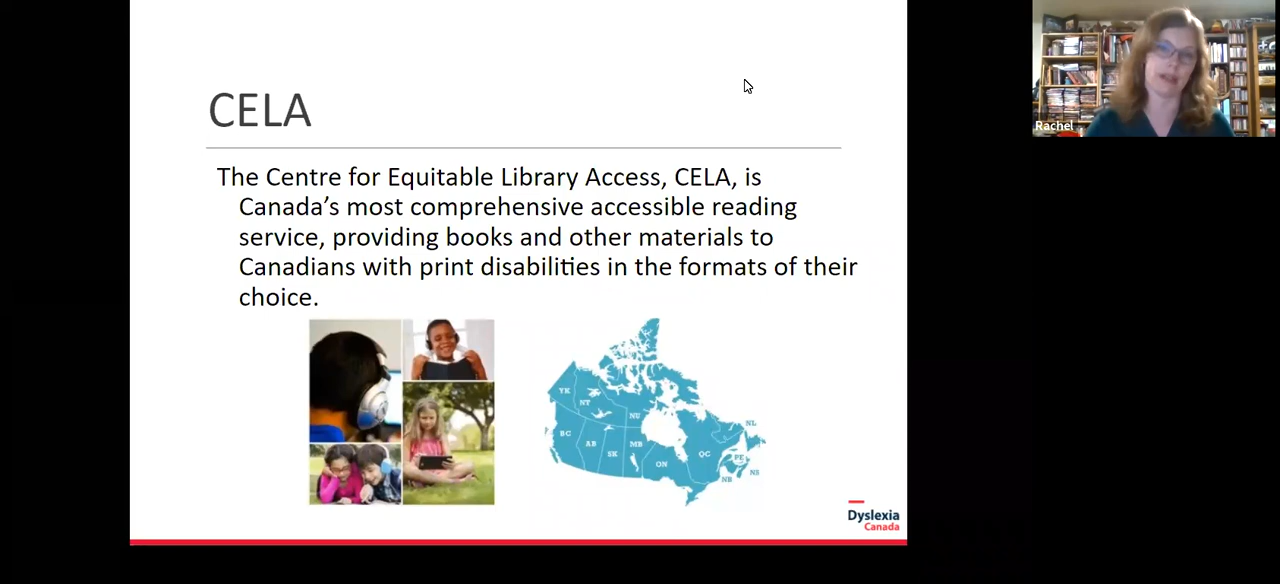 CELA
The Centre for Equitable Library Access, CELA, is
Canada’s most comprehensive accessible reading
service, providing books and other materials to
Canadians with print disabilities in the formats of their
choice.
YK
NT
NU
BC
AB
SK
MB
ON
QC
NL
PE
NB
NS
Dyslexia
Canada
Rachel